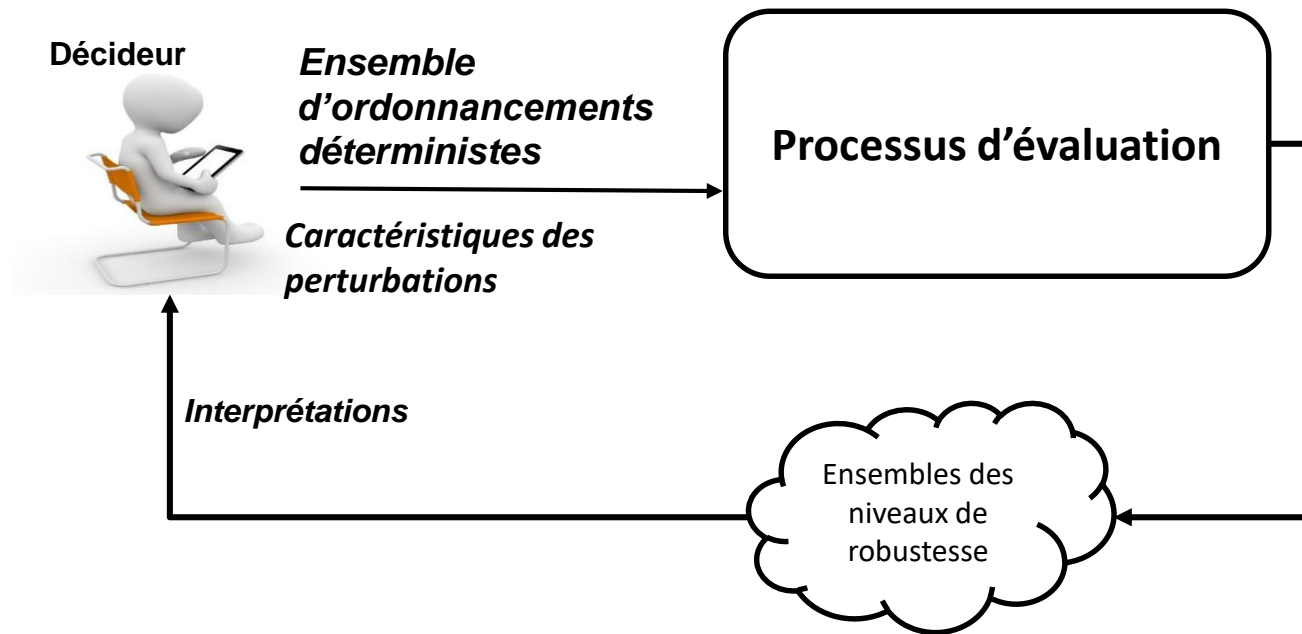 Décideur
Ensemble
d’ordonnancements
déterministes
Caractéristiques des
perturbations
Processus d’évaluation
Interprétations
Ensembles des
niveaux de
robustesse